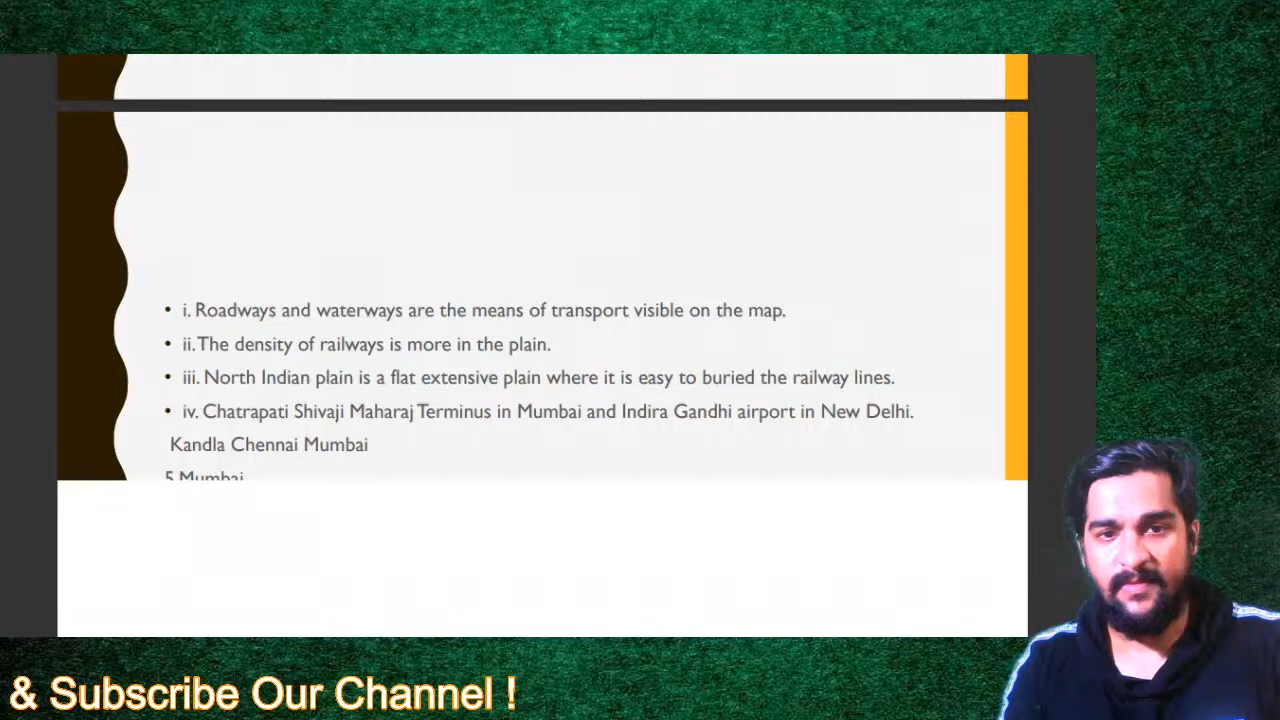 • i. Roadways and waterways are the means of transport visible on the map.
• ii. The density of railways is more in the plain.
• iii. North Indian plain is a flat extensive plain where it is easy to buried the railway lines.
• iv. Chatrapati Shivaji Maharaj Terminus in Mumbai and Indira Gandhi airport in New Delhi.
Kandla Chennai Mumbai
5 Mumbai
& Subscribe Our Channel !